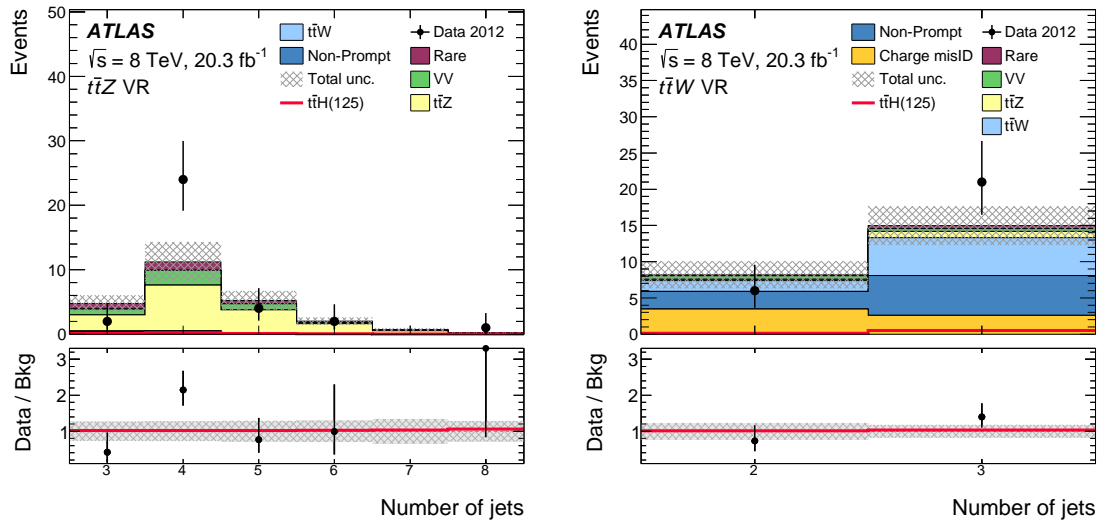 Events
50
40
30
20
10
0
ATLAS
√s = 8 TeV, 20.3 fb⁻¹
tt̄Z VR
tt̄W
Non-Prompt
Total unc.
tt̄H(125)
Data 2012
Rare
VV
tt̄Z
Data / Bkg
3
2
1
3 4 5 6 7 8
Number of jets
Events
40
35
30
25
20
15
10
5
0
ATLAS
√s = 8 TeV, 20.3 fb⁻¹
tt̄W VR
Non-Prompt
Charge misID
Total unc.
tt̄H(125)
Data 2012
Rare
VV
tt̄Z
tt̄W
Data / Bkg
3
2
1
2 3
Number of jets